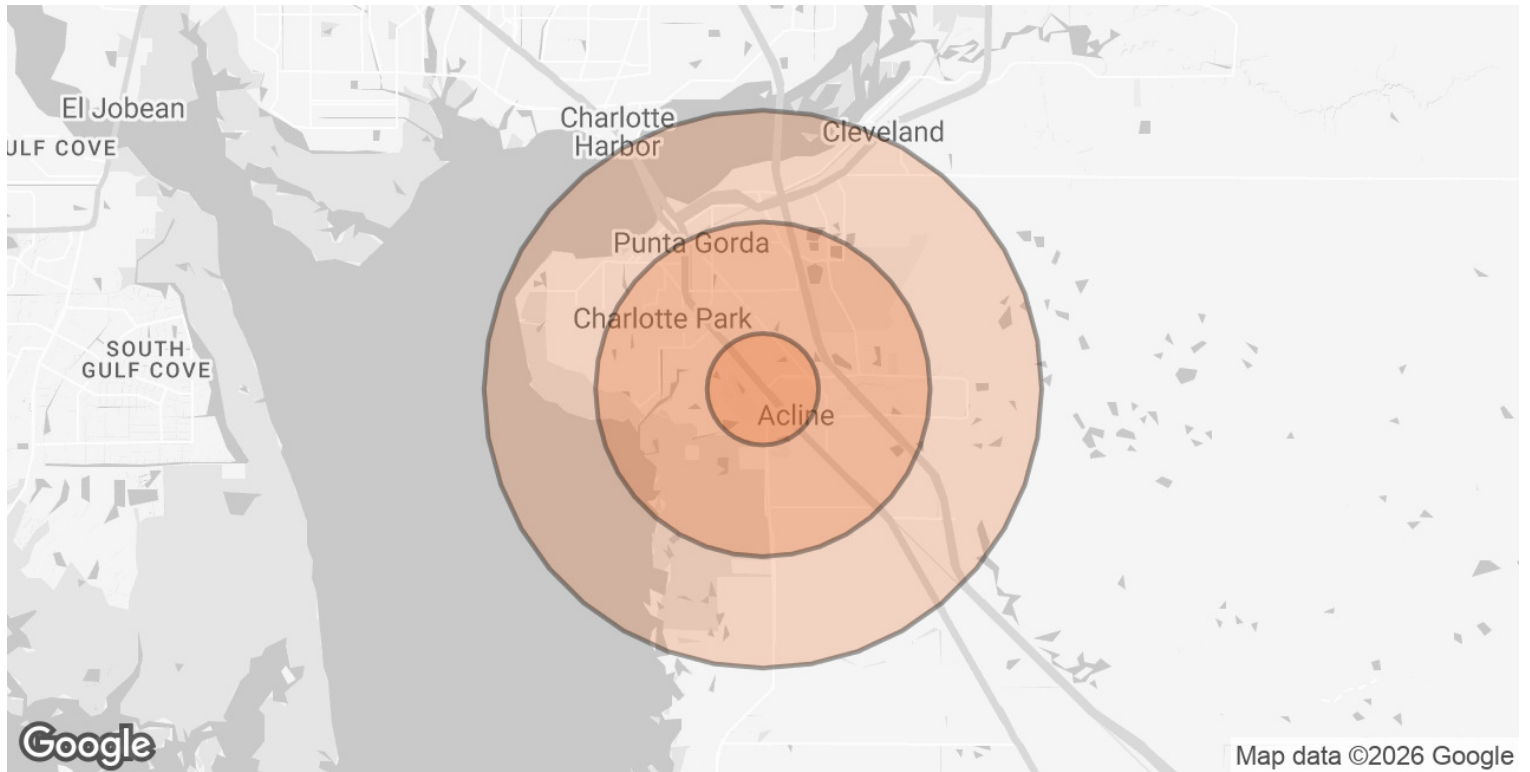 El Jobean
ULF COVE
Charlotte
Harbor
Cleveland
Punta Gorda
Charlotte Park
SOUTH
GULF COVE
Acline
Google
Map data ©2026 Google